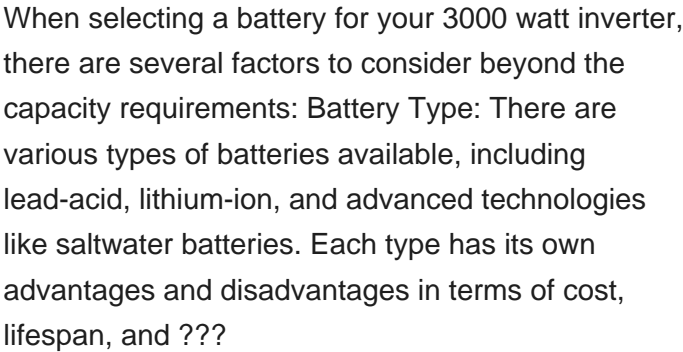 When selecting a battery for your 3000 watt inverter,
there are several factors to consider beyond the
capacity requirements: Battery Type: There are
various types of batteries available, including
lead-acid, lithium-ion, and advanced technologies
like saltwater batteries. Each type has its own
advantages and disadvantages in terms of cost,
lifespan, and ???